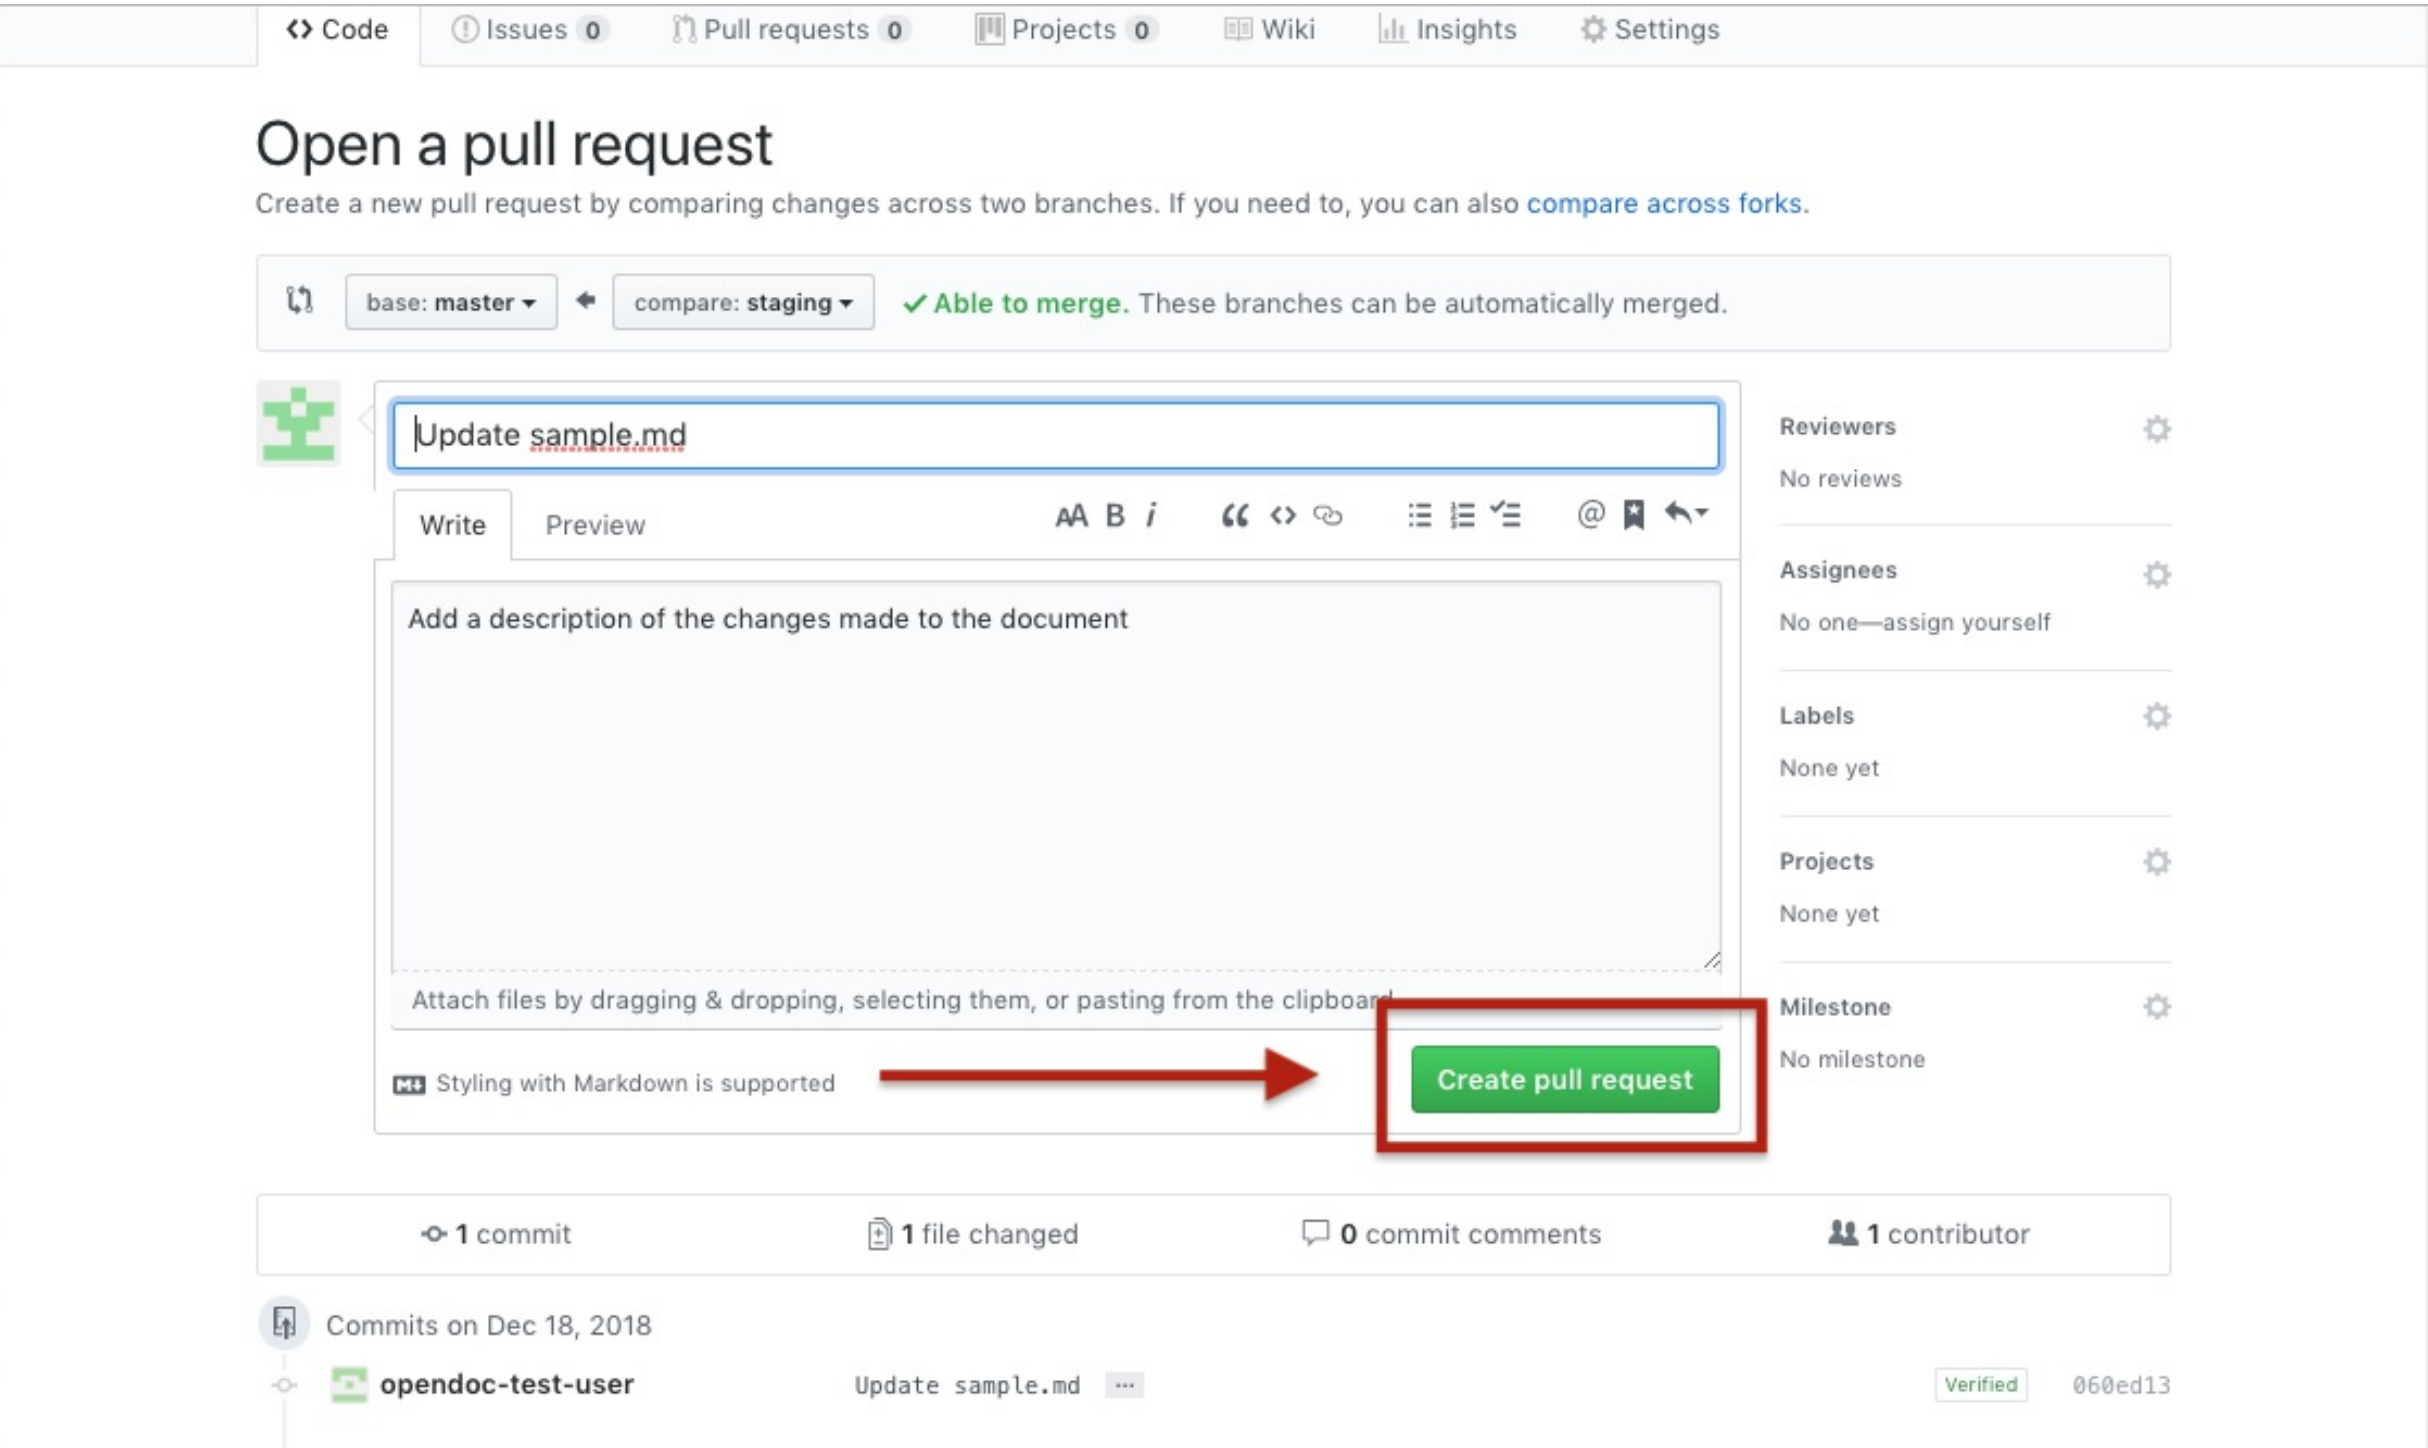 Code Issues 0 Pull requests 0 Projects 0 Wiki Insights Settings
Open a pull request
Create a new pull request by comparing changes across two branches. If you need to, you can also compare across forks.
base: master compare: staging Able to merge. These branches can be automatically merged.
Update sample.md
Write Preview AA B i
Add a description of the changes made to the document
Attach files by dragging & dropping, selecting them, or pasting from the clipboard
Styling with Markdown is supported
Create pull request
Reviewers
No reviews
Assignees
No one—assign yourself
Labels
None yet
Projects
None yet
Milestone
No milestone
1 commit 1 file changed 0 commit comments 1 contributor
Commits on Dec 18, 2018
opendoc-test-user Update sample.md ... Verified 060ed13